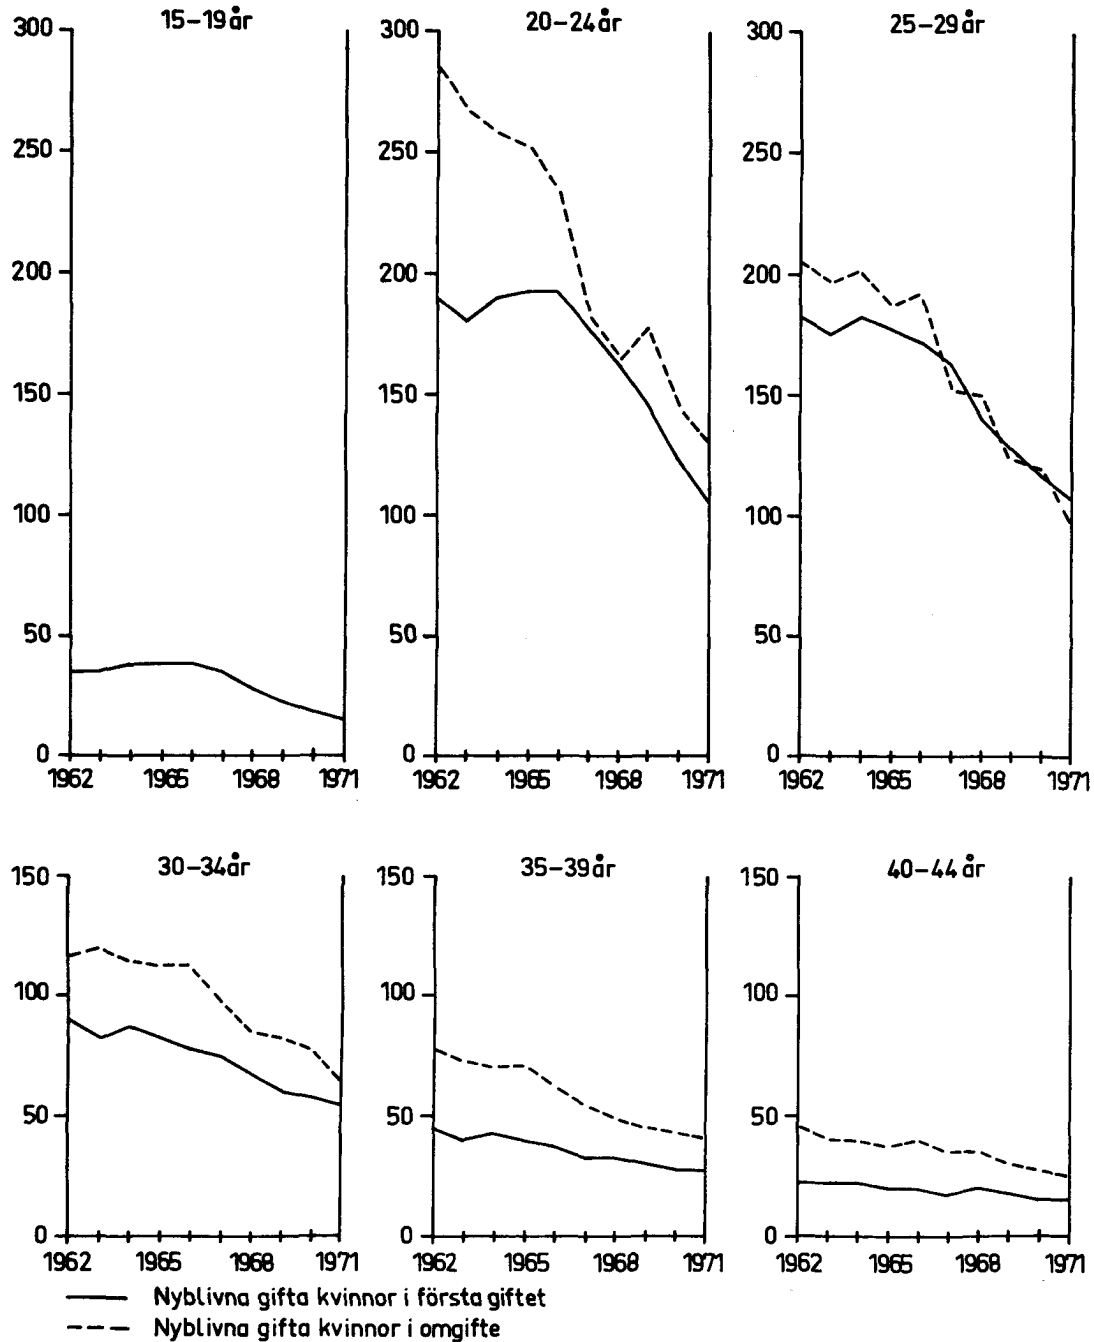 15-19 år 20-24 år 25-29 år
300 300 300
250 250 250
200 200 200
150 150 150
100 100 100
50 50 50
0 0 0
1962 1965 1968 1971 1962 1965 1968 1971 1962 1965 1968 1971
30-34 år 35-39 år 40-44 år
150 150 150
100 100 100
50 50 50
0 0 0
1962 1965 1968 1971 1962 1965 1968 1971 1962 1965 1968 1971
Nyblivna gifta kvinnor i första giftet
Nyblivna gifta kvinnor i omgifte